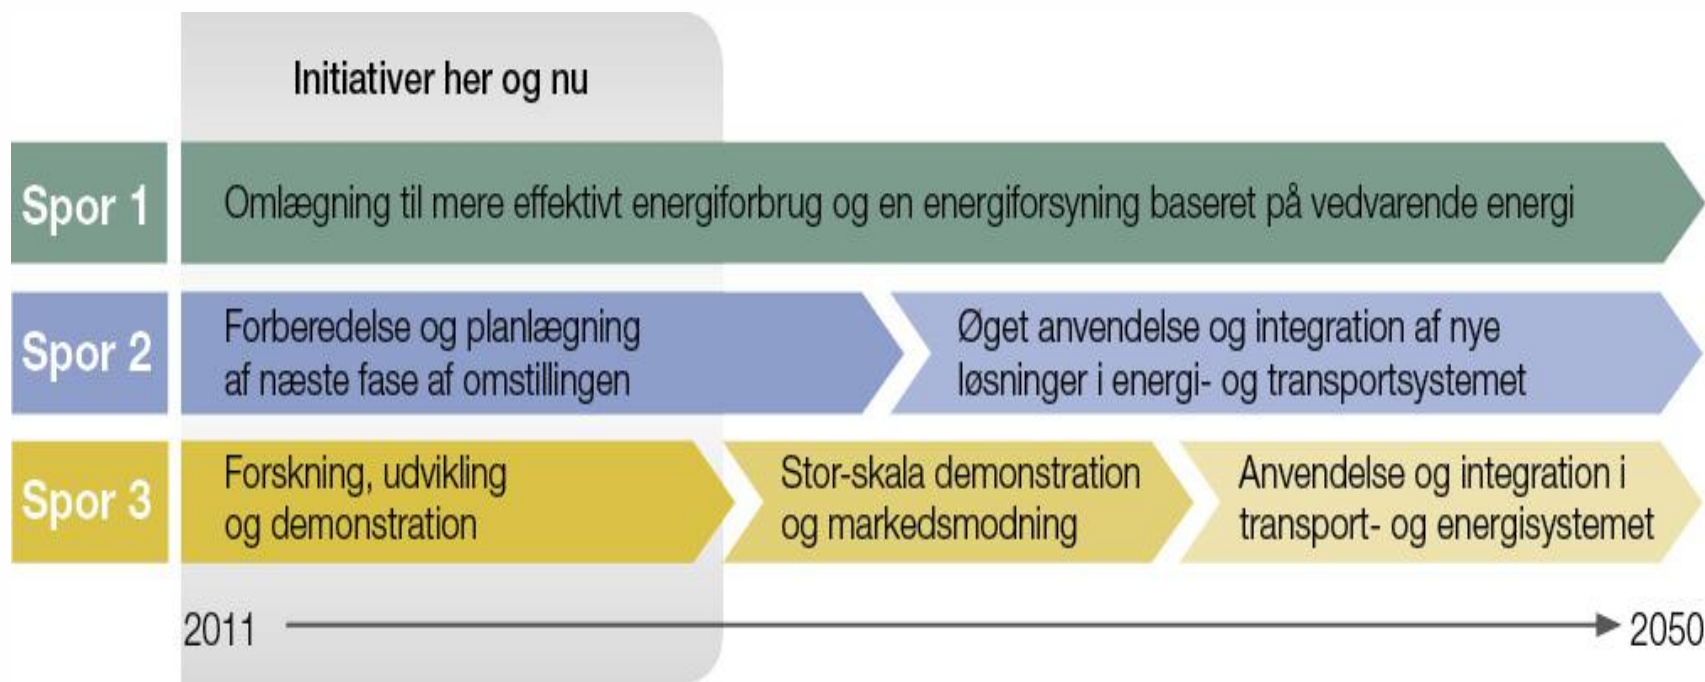 Initiativer her og nu
Spor 1
Omlægning til mere effektivt energiforbrug og en energiforsyning baseret på vedvarende energi
Spor 2
Forberedelse og planlægning
af næste fase af omstillingen
Øget anvendelse og integration af nye
løsninger i energi- og transportsystemet
Spor 3
Forskning, udvikling
og demonstration
Stor-skala demonstration
og markedsmodning
Anvendelse og integration i
transport- og energisystemet
2011
2050